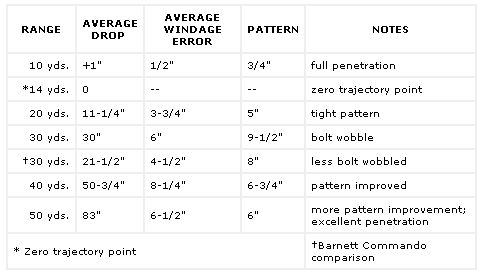 RANGE AVERAGE DROP AVERAGE WINDAGE ERROR PATTERN NOTES
10 yds. +1" 1/2" 3/4" full penetration
*14 yds. 0 -- -- zero trajectory point
20 yds. 11-1/4" 3-3/4" 5" tight pattern
30 yds. 30" 6" 9-1/2" bolt wobble
†30 yds. 21-1/2" 4-1/2" 8" less bolt wobbled
40 yds. 50-3/4" 8-1/4" 6-3/4" pattern improved
50 yds. 83" 6-1/2" 6" more pattern improvement; excellent penetration
* Zero trajectory point †Barnett Commando comparison